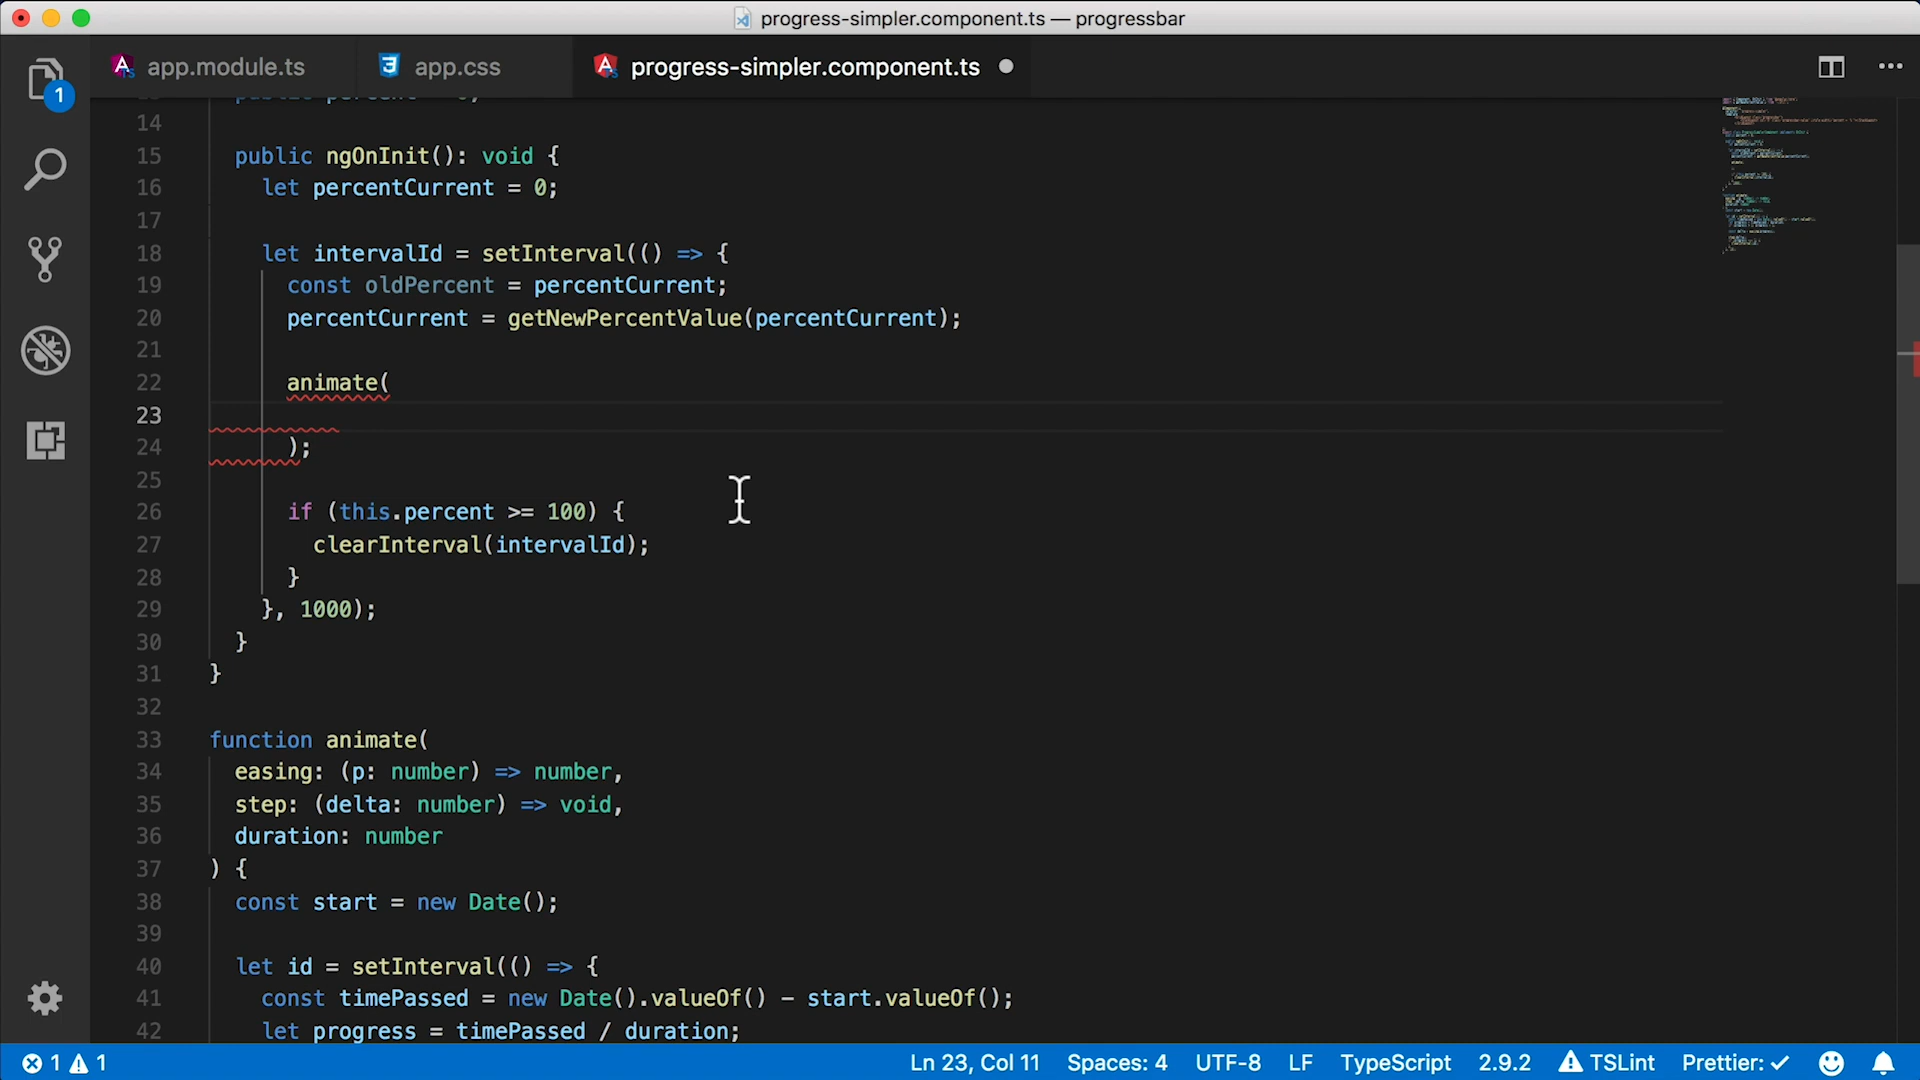 progress-simpler.component.ts — progressbar
app.module.ts
app.css
progress-simpler.component.ts
1
14
15 public ngOnInit(): void {
16 let percentCurrent = 0;
17
18 let intervalId = setInterval(() => {
19 const oldPercent = percentCurrent;
20 percentCurrent = getNewPercentValue(percentCurrent);
21
22 animate(
23
24 );
25
26 if (this.percent >= 100) {
27 clearInterval(intervalId);
28 }
29 }, 1000);
30 }
31 }
32
33 function animate(
34 easing: (p: number) => number,
35 step: (delta: number) => void,
36 duration: number
37 ) {
38 const start = new Date();
39
40 let id = setInterval(() => {
41 const timePassed = new Date().valueOf() - start.valueOf();
42 let progress = timePassed / duration;
1 1 Ln 23, Col 11 Spaces: 4 UTF-8 LF TypeScript 2.9.2 TSLint Prettier: ✓